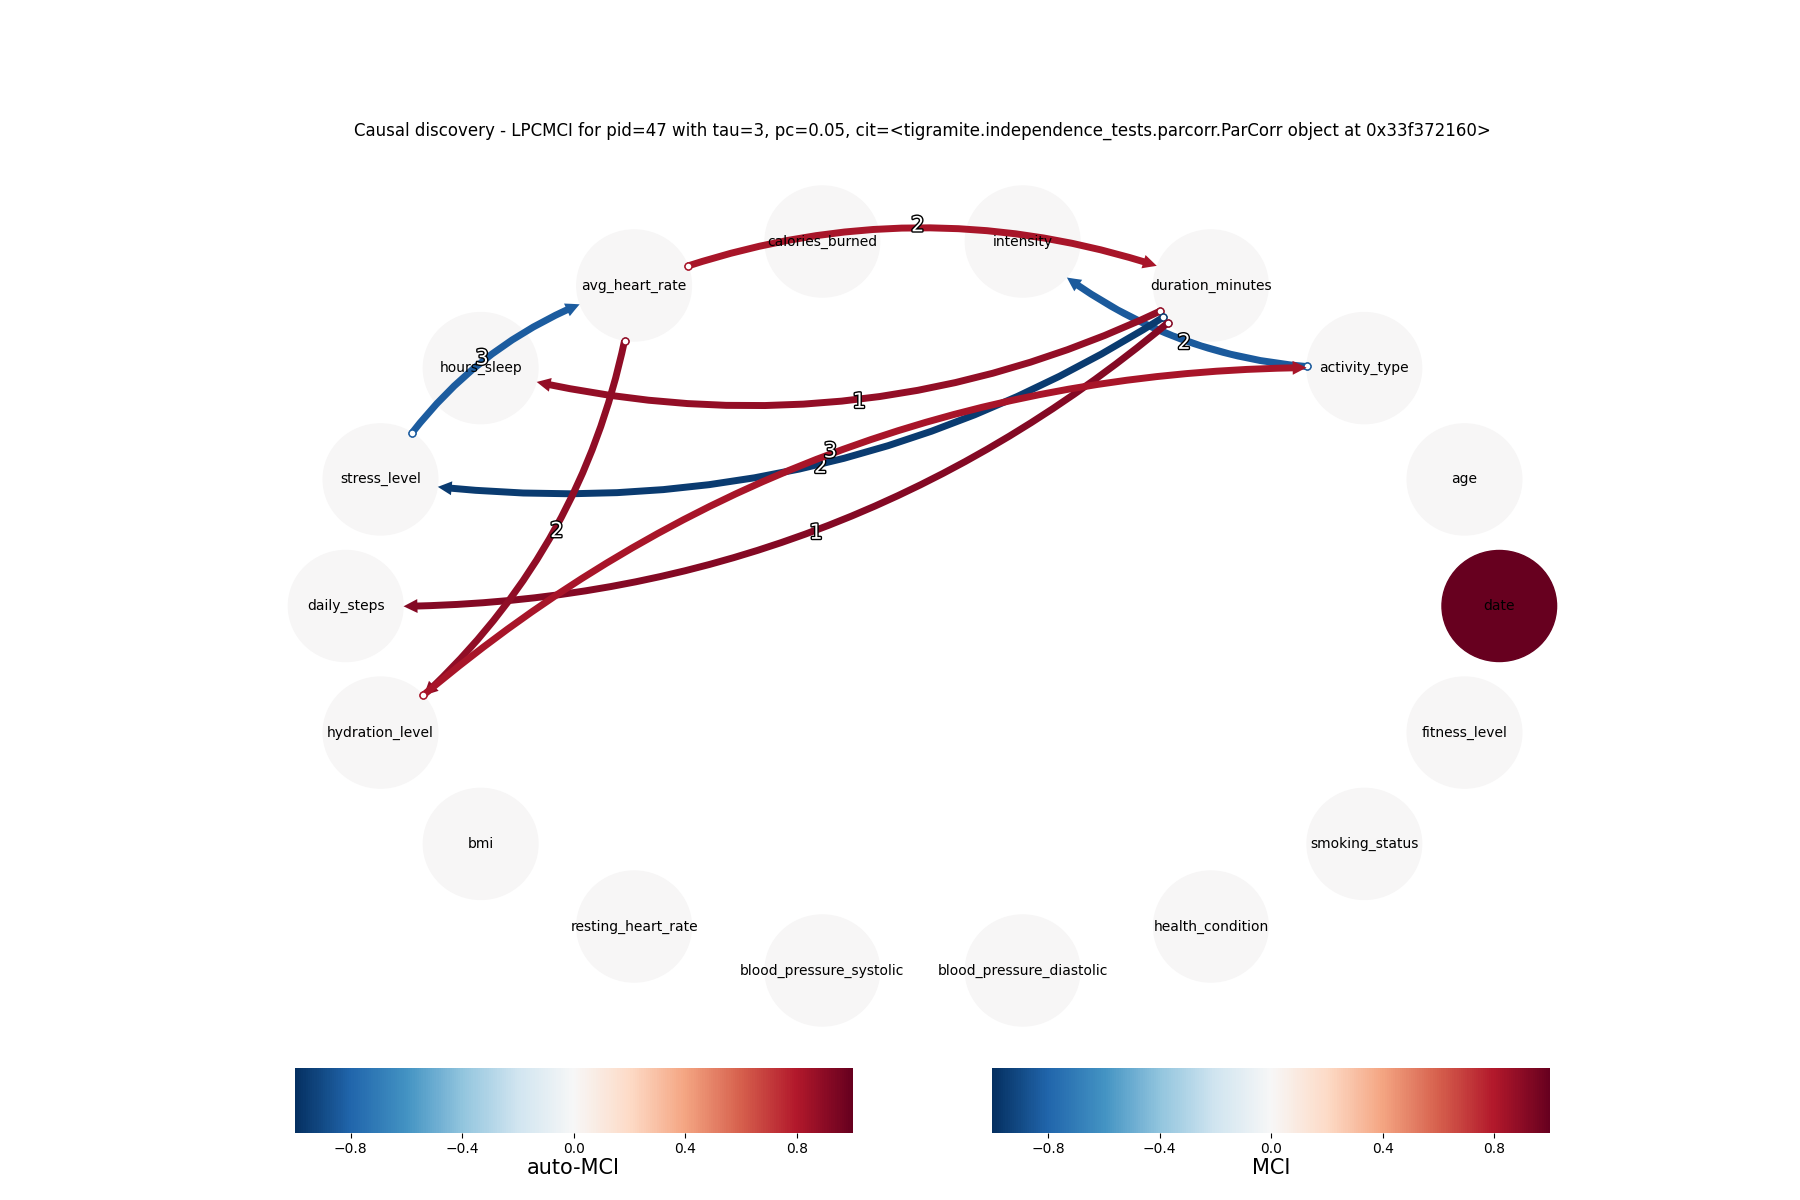 Causal discovery - LPCMCI for pid=47 with tau=3, pc=0.05, cit=<tigramite.independence_tests.parcorr.ParCorr object at 0x33f372160>
2
calories_burned
intensity
avg_heart_rate
duration_minutes
2
3
hours_sleep
activity_type
1
3
2
stress_level
age
2
1
daily_steps
date
hydration_level
fitness_level
bmi
smoking_status
resting_heart_rate
health_condition
blood_pressure_systolic
blood_pressure_diastolic
−0.8 −0.4 0.0 0.4 0.8
auto-MCI
−0.8 −0.4 0.0 0.4 0.8
MCI